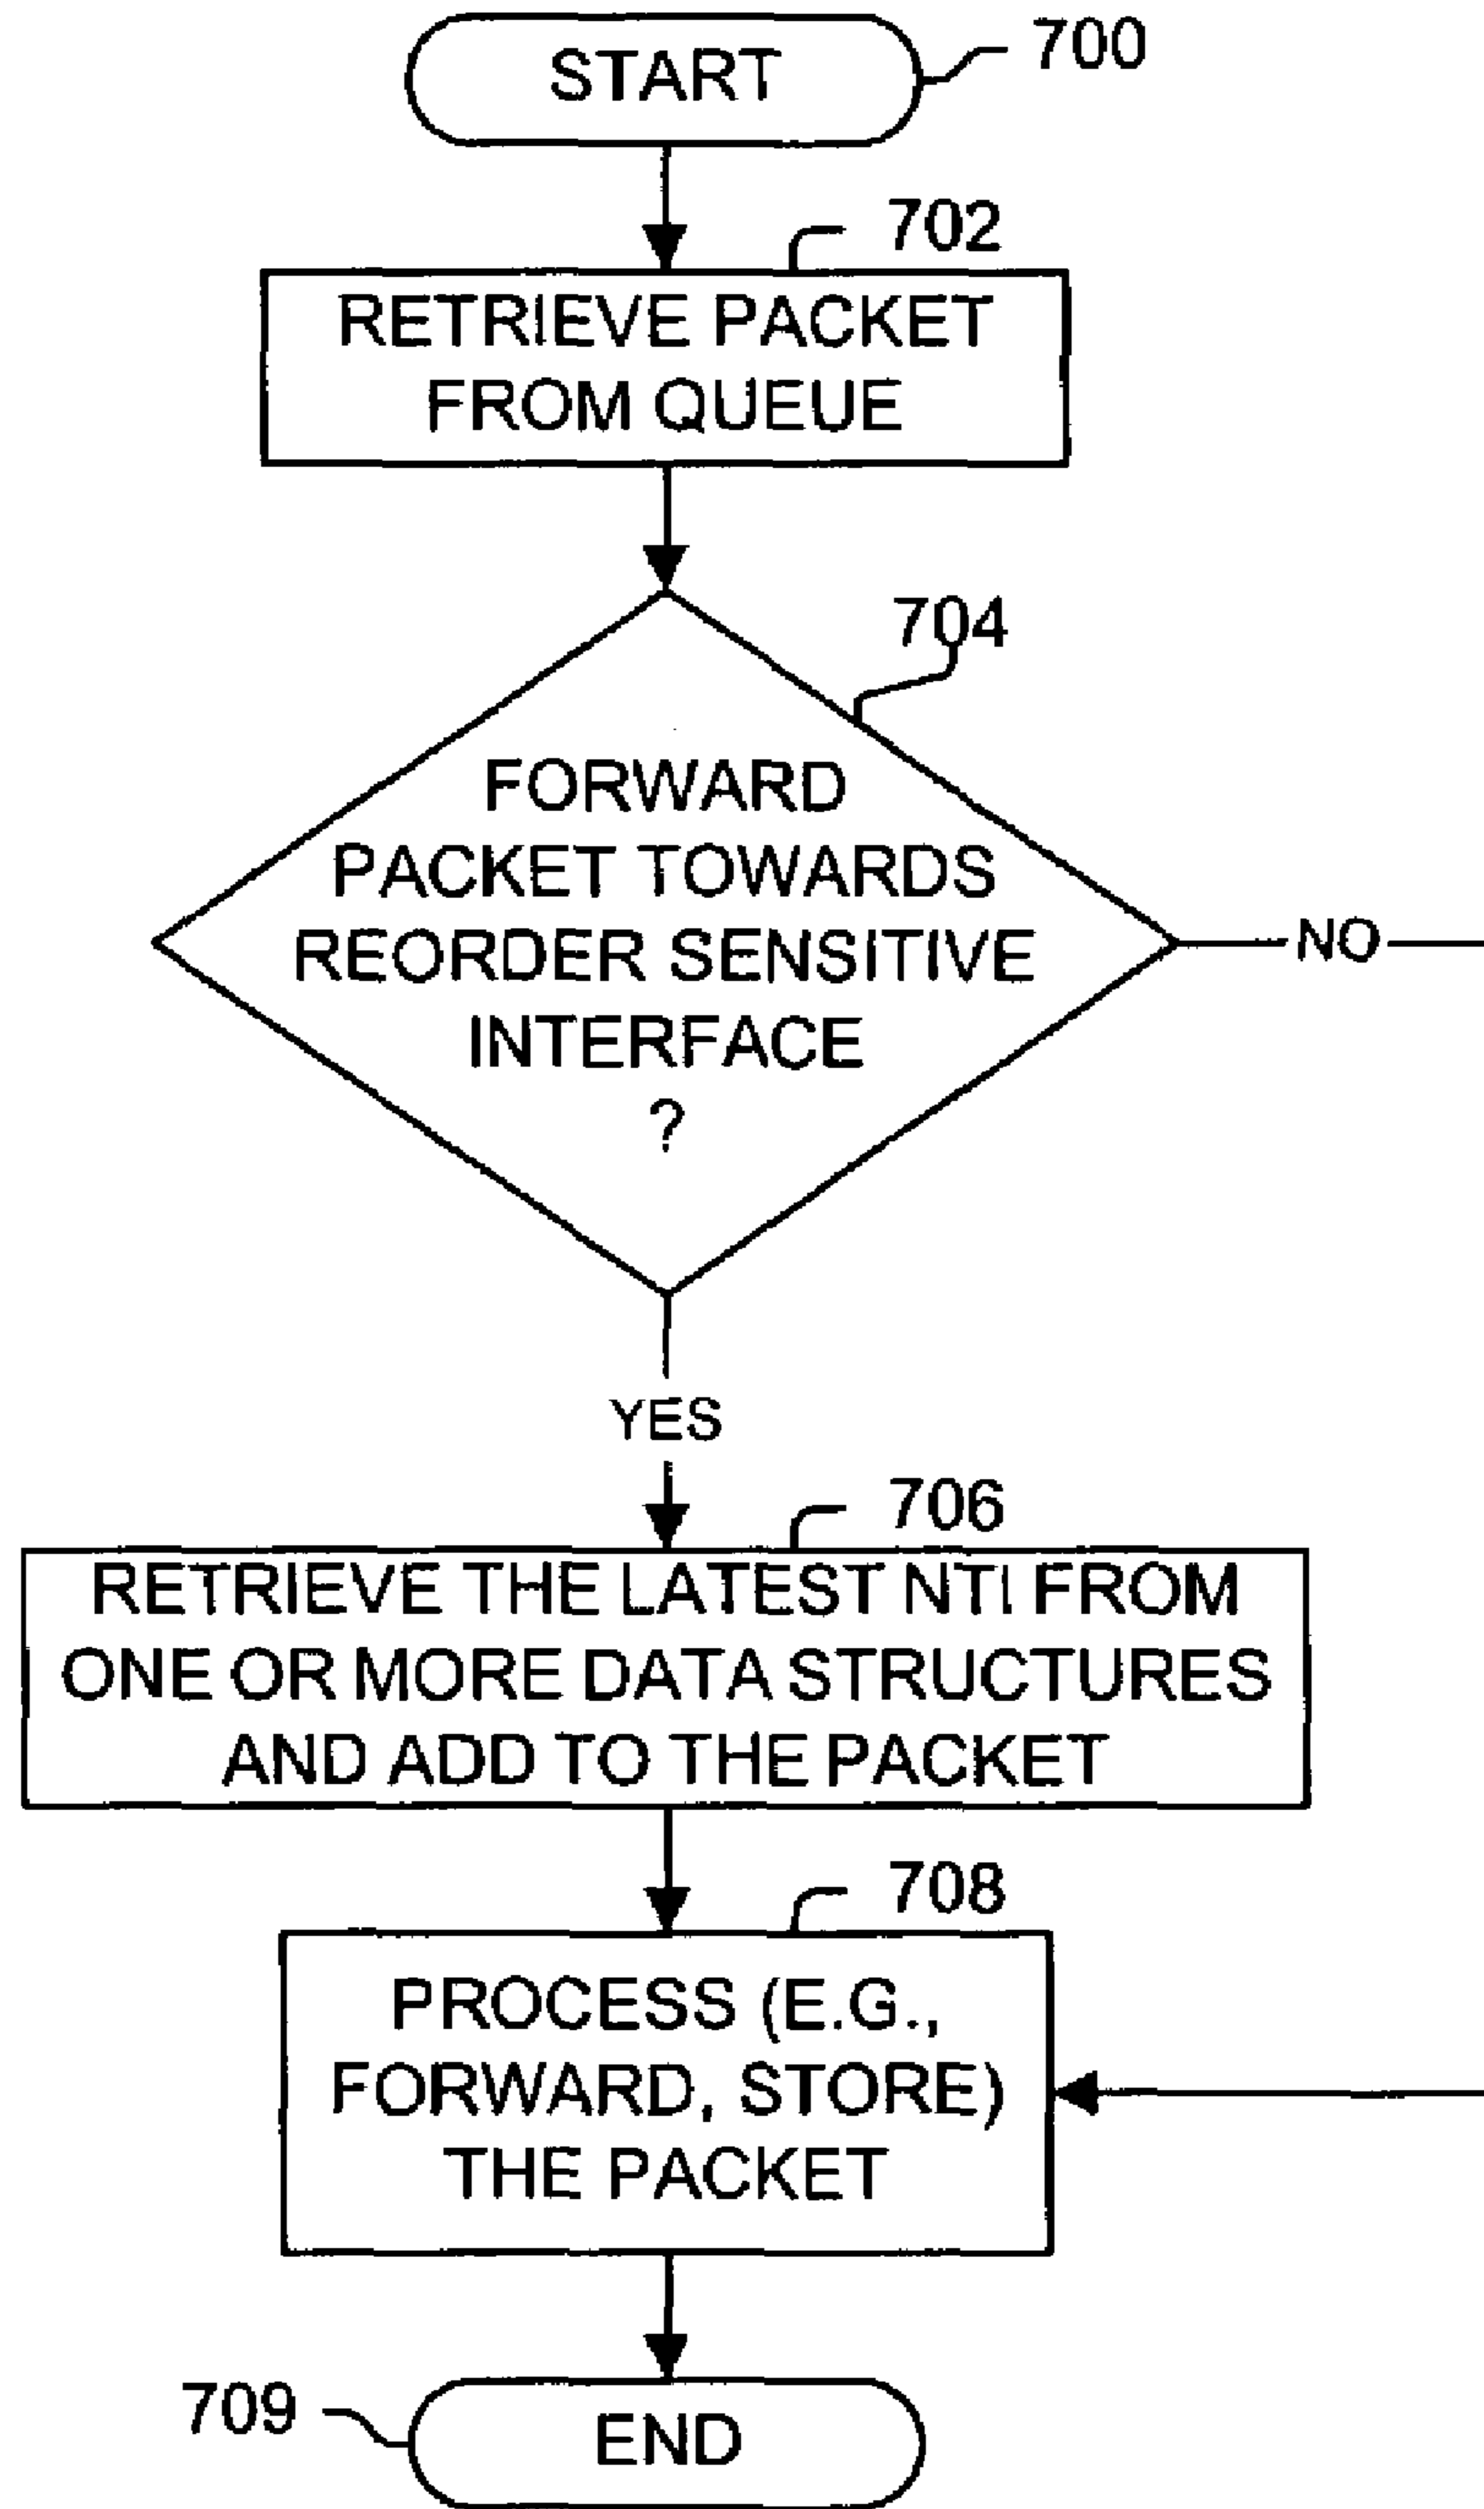 START
700
702
RETRIEVE PACKET
FROM QUEUE
704
FORWARD
PACKET TOWARDS
REORDER SENSITIVE
INTERFACE
?
NO
YES
706
RETRIEVE THE LATEST NTI FROM
ONE OR MORE DATA STRUCTURES
AND ADD TO THE PACKET
708
PROCESS (E.G.,
FORWARD, STORE)
THE PACKET
709
END